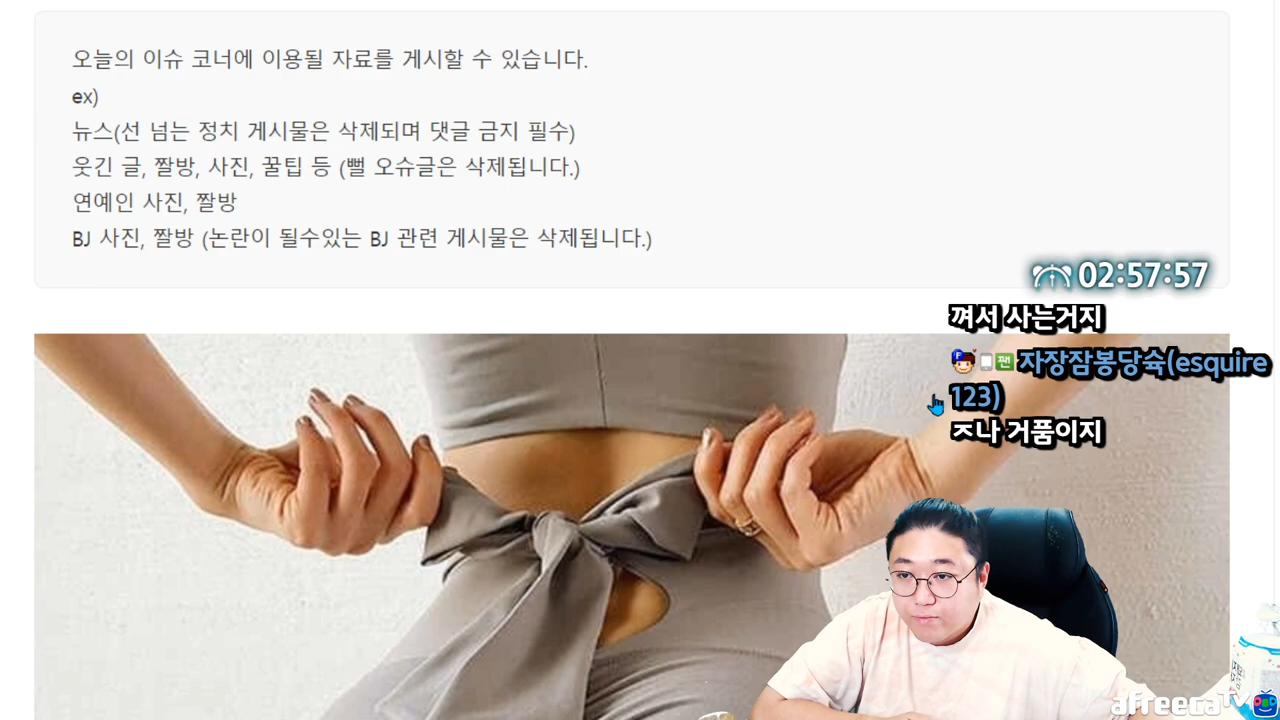 오늘의 이슈 코너에 이용될 자료를 게시할 수 있습니다.
ex)
뉴스(선 넘는 정치 게시물은 삭제되며 댓글 금지 필수)
웃긴 글, 짤방, 사진, 꿀팁 등 (뻘 오슈글은 삭제됩니다.)
연예인 사진, 짤방
BJ 사진, 짤방 (논란이 될수있는 BJ 관련 게시물은 삭제됩니다.)
02:57:57
껴서 사는거지
F 팬 자장잠봉당슉(esquire
123)
ㅈ나 거품이지
afreecaTV